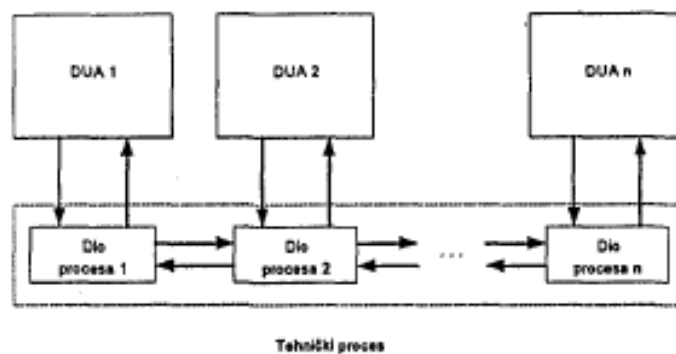 DUA 1
DUA 2
DUA n
Dio
procesa 1
Dio
procesa 2
...
Dio
procesa n
Tehnički proces